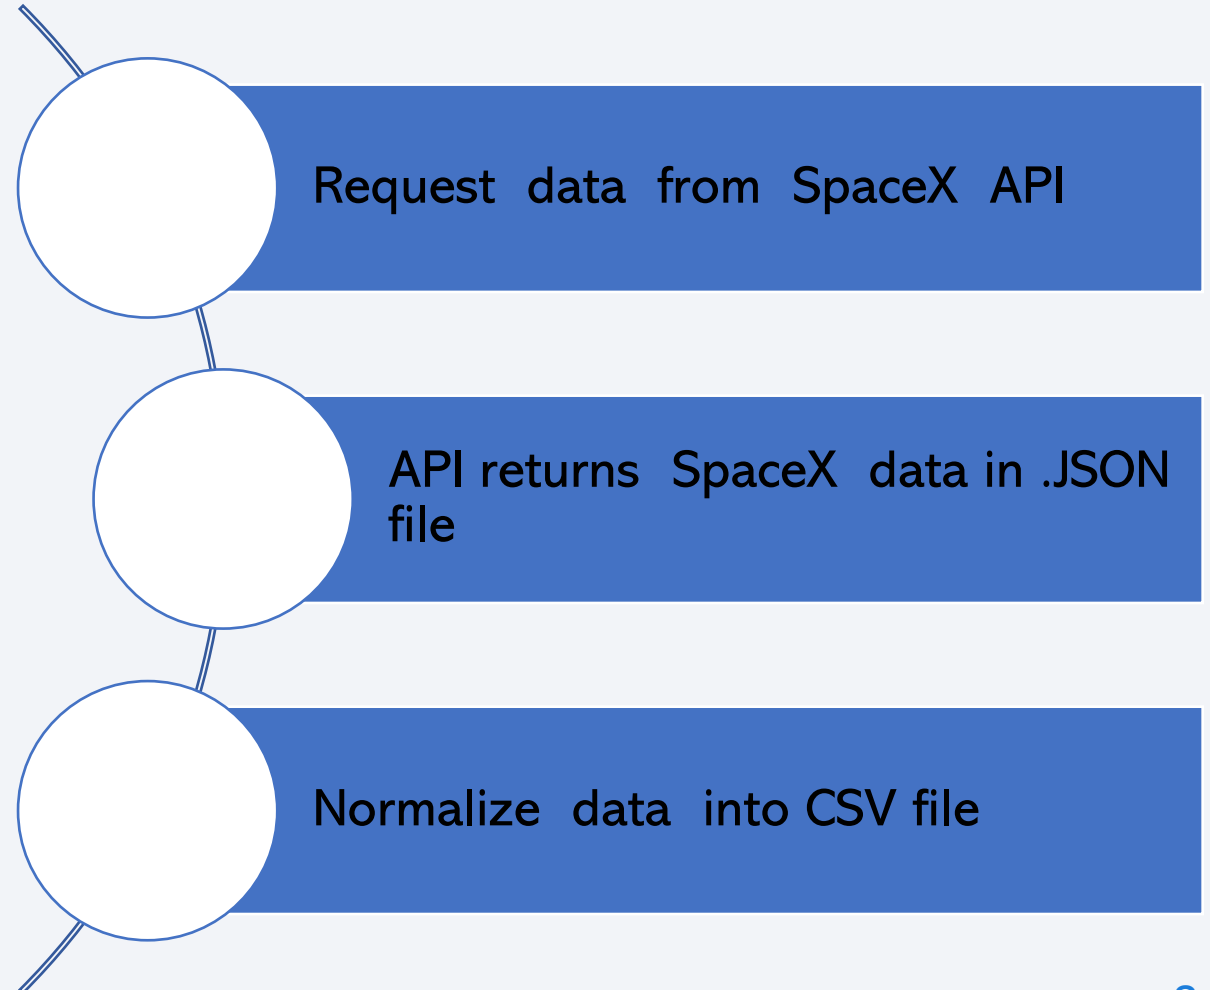 Request data from SpaceX API
API returns SpaceX data in .JSON
file
Normalize data into CSV file